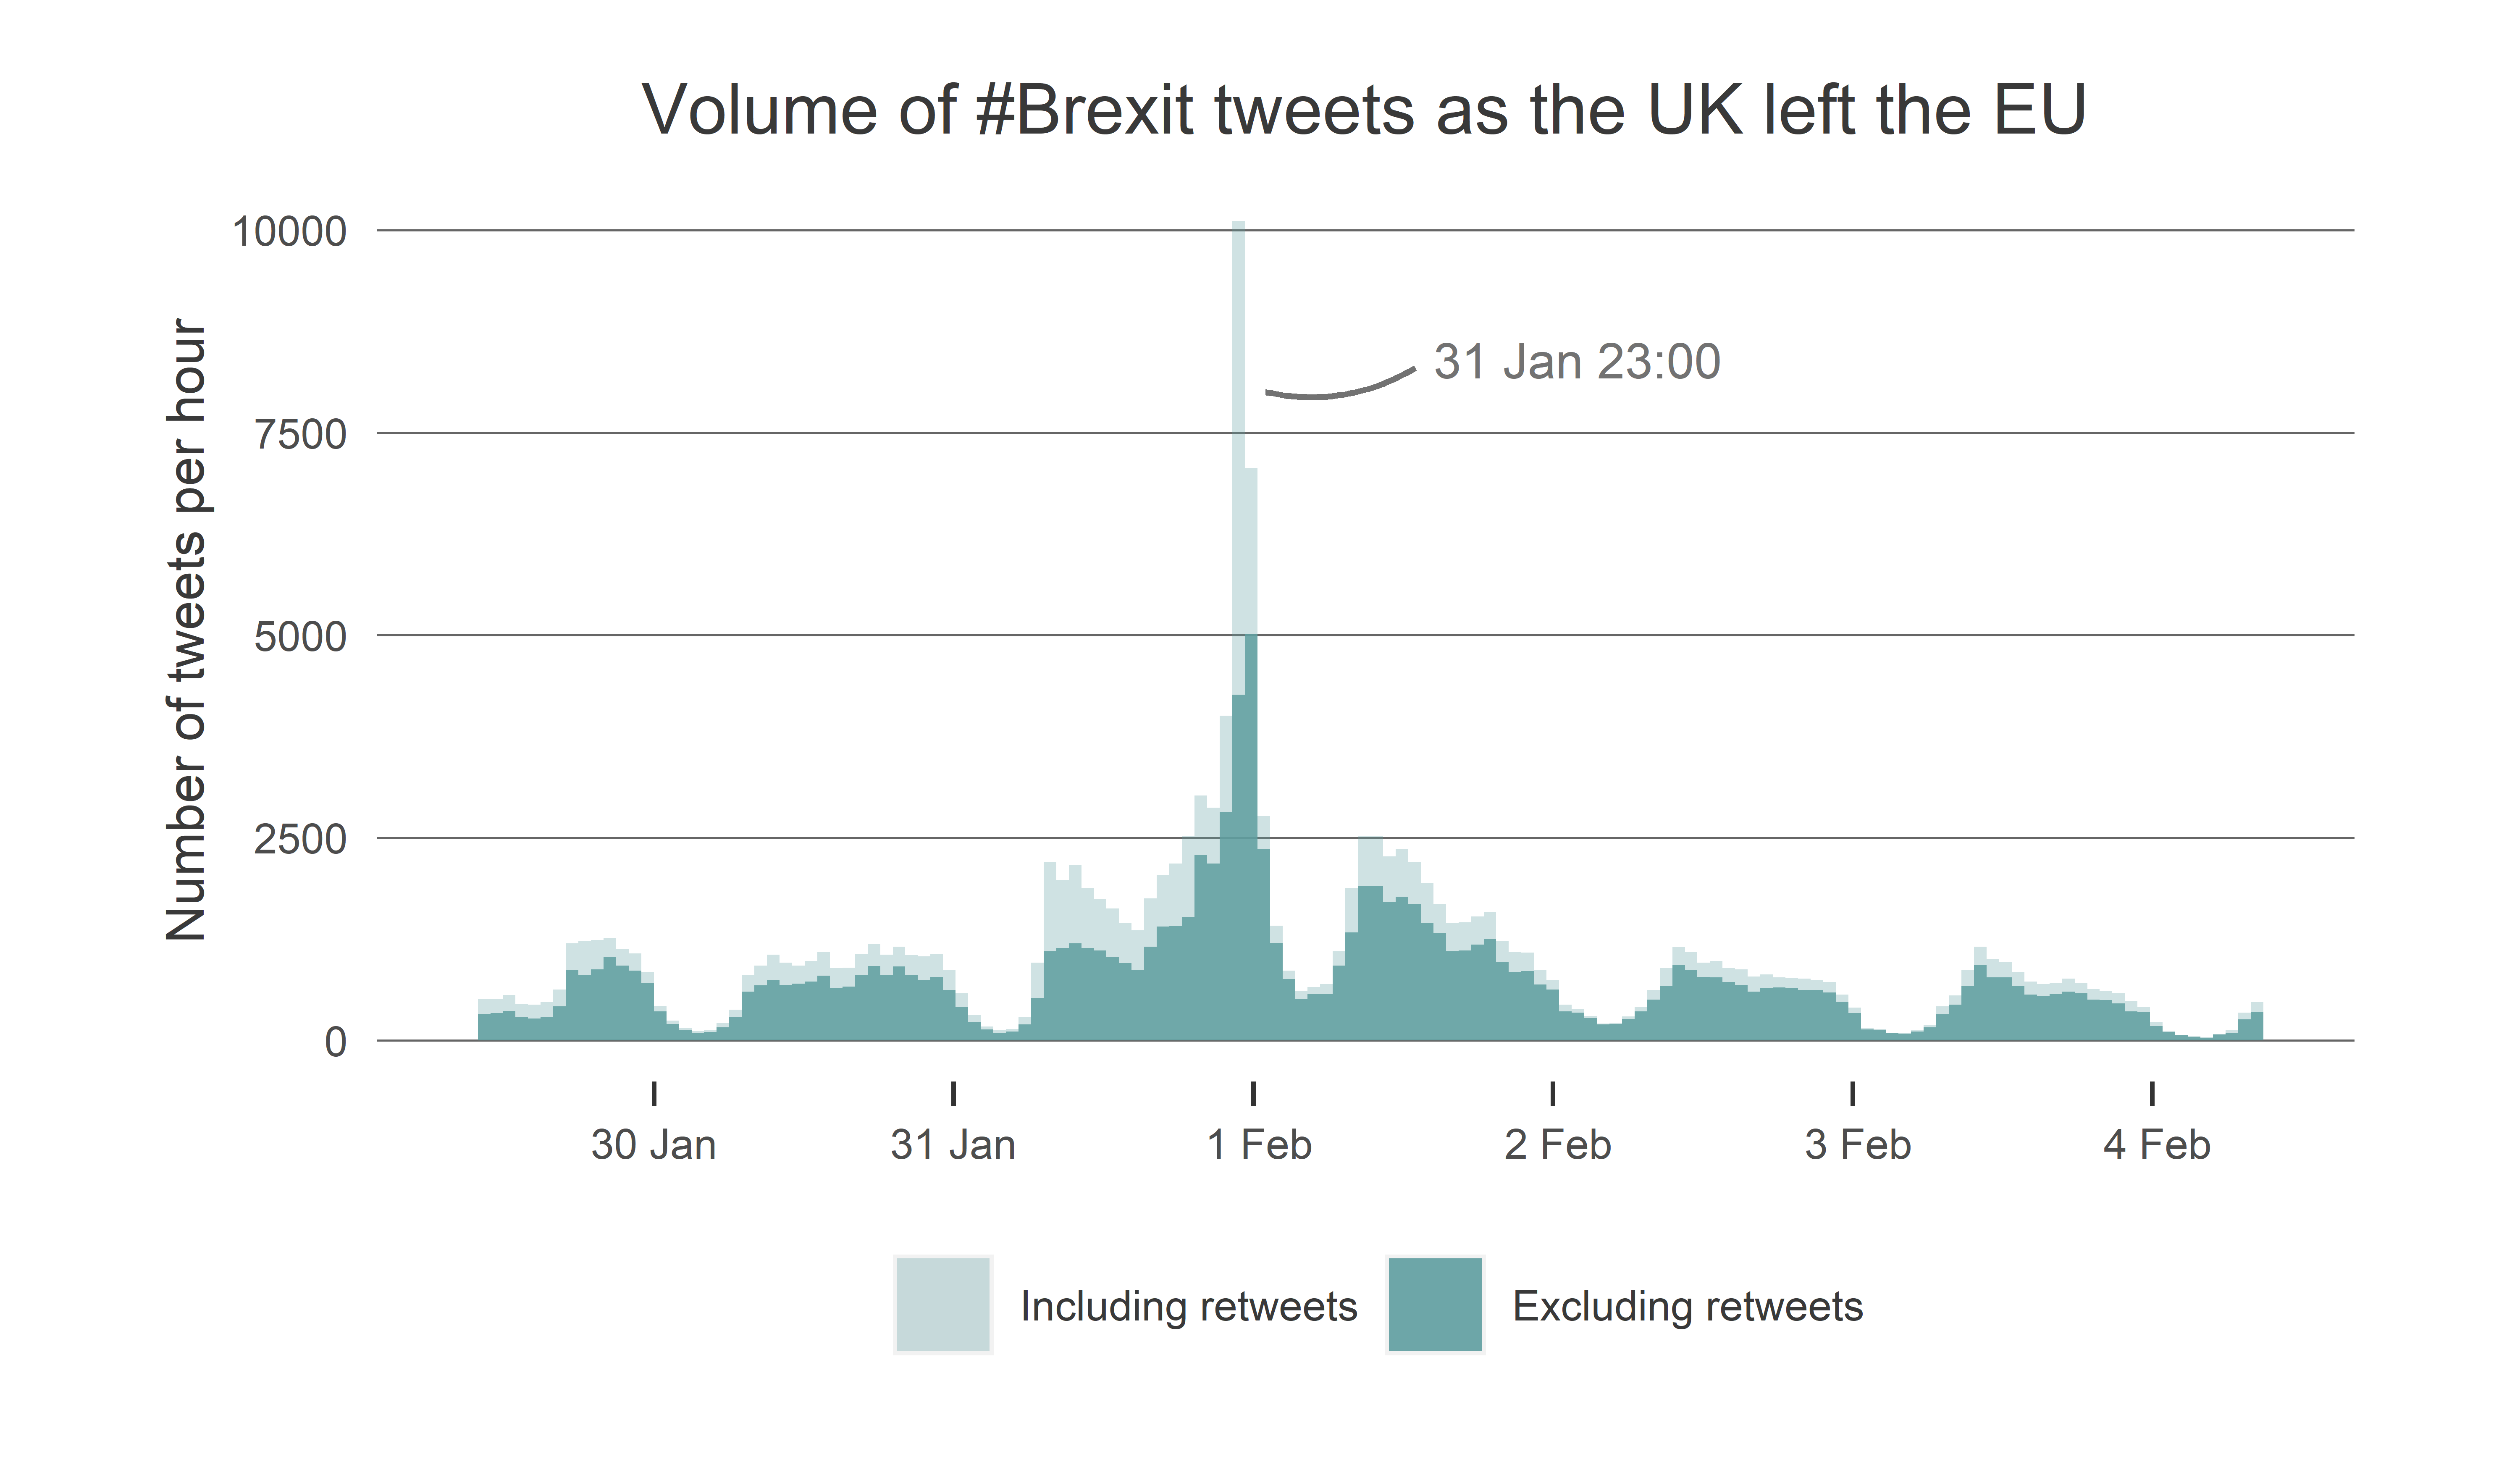 Volume of #Brexit tweets as the UK left the EU
Number of tweets per hour
10000
7500
5000
2500
0
31 Jan 23:00
30 Jan
31 Jan
1 Feb
2 Feb
3 Feb
4 Feb
Including retweets
Excluding retweets